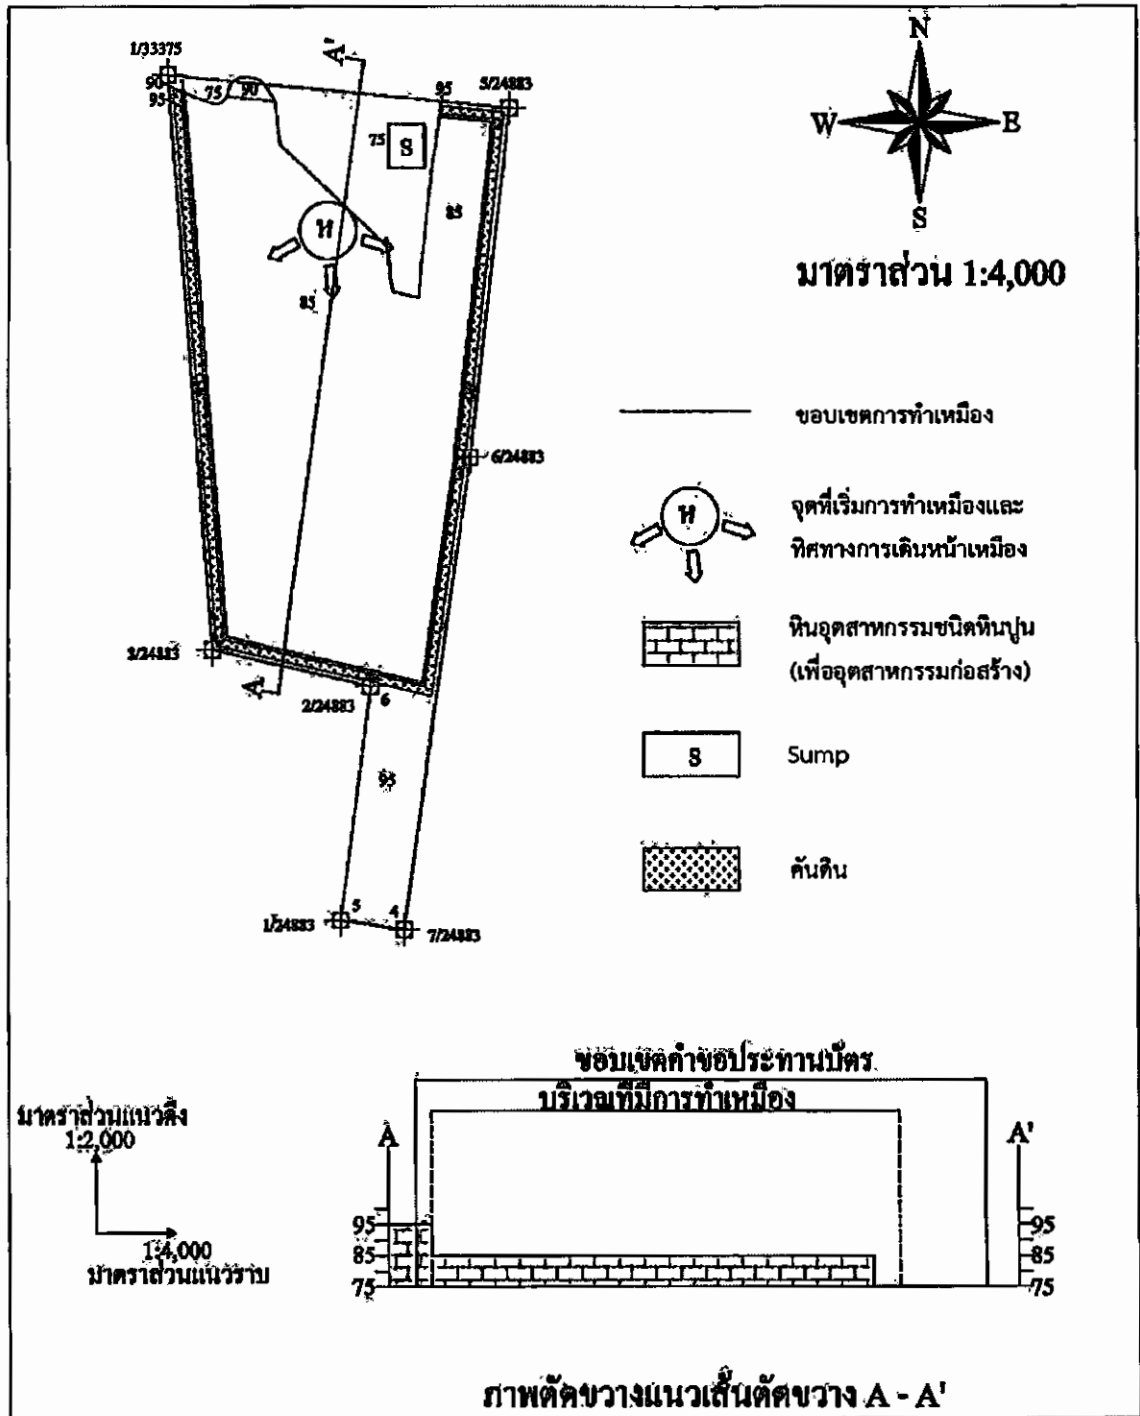 1/33375
A'
90
95
75
90
95
5/24883
75
S
85
ห
85
6/24883
8/24883
A
2/24883
6
95
5
4
1/24883
7/24883
N
W
E
S
มาตราส่วน 1:4,000
ขอบเขตการทำเหมือง
ห
จุดที่เริ่มการทำเหมืองและ
ทิศทางการเดินหน้าเหมือง
หินอุตสาหกรรมชนิดหินปูน
(เพื่ออุตสาหกรรมก่อสร้าง)
S
Sump
คันดิน
ขอบเขตคำขอประทานบัตร
บริเวณที่มีการทำเหมือง
มาตราส่วนแนวดิ่ง
1:2,000
1:4,000
มาตราส่วนแนวราบ
A
A'
95
85
75
95
85
75
ภาพตัดขวางแนวเส้นตัดขวาง A - A'